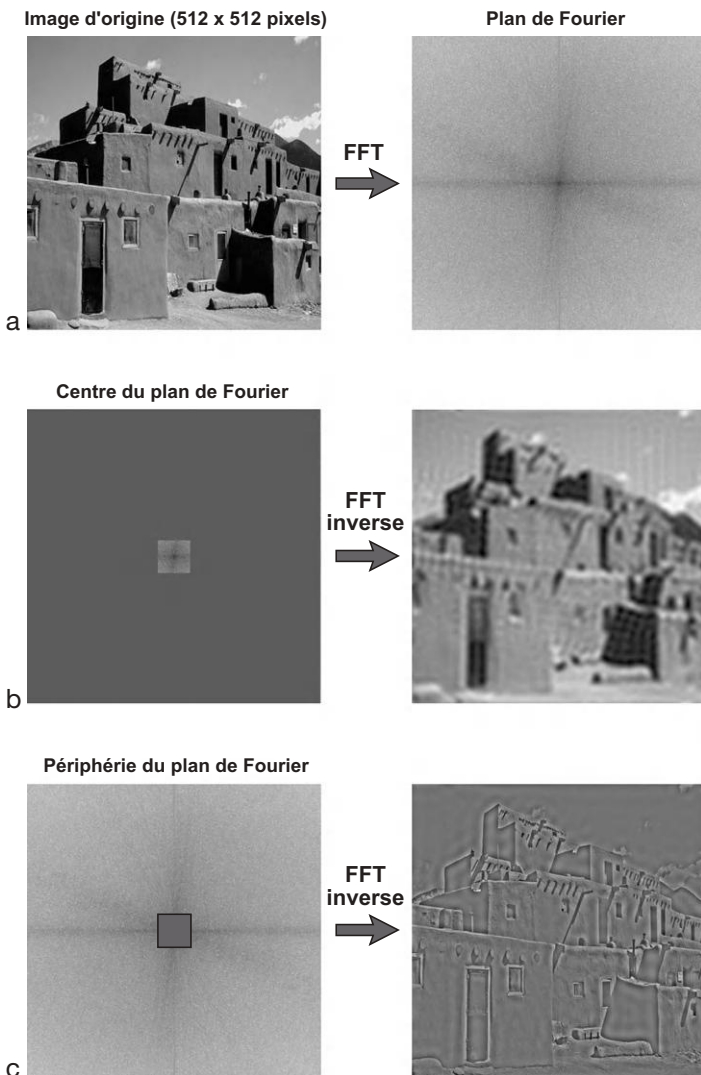 Image d'origine (512 x 512 pixels)
Plan de Fourier
FFT
a
Centre du plan de Fourier
FFT
inverse
b
Périphérie du plan de Fourier
FFT
inverse
c